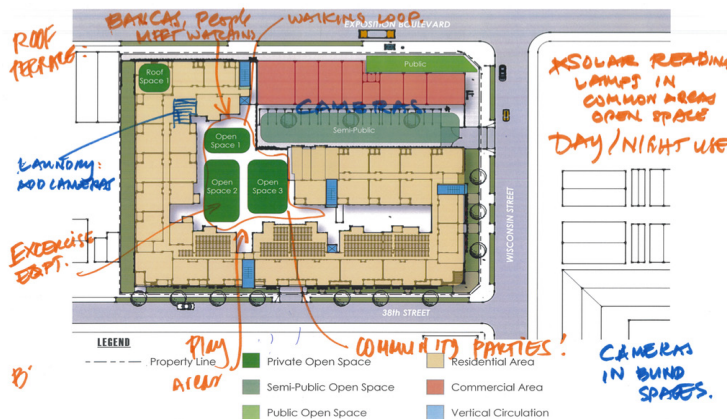 BANCAS, PEOPLE
MEET WATCHING
WALKING LOOP
EXPOSITION BOULEVARD
ROOF
TERRACE:
Roof
Space 1
Public
*SOLAR READING
LAMPS IN
COMMON AREAS
OPEN SPACE
DAY/NIGHT USE
CAMERAS
Semi-Public
Open
Space 1
LAUNDRY:
ADD CAMERAS
Open
Space 2
Open
Space 3
WISCONSIN STREET
EXCERCISE
EQPT.
38th STREET
LEGEND
Property Line
PLAY
AREAS
COMMUNITY PARTIES!
Private Open Space
Semi-Public Open Space
Public Open Space
Residential Area
Commercial Area
Vertical Circulation
CAMERAS
IN BLIND
SPACES.